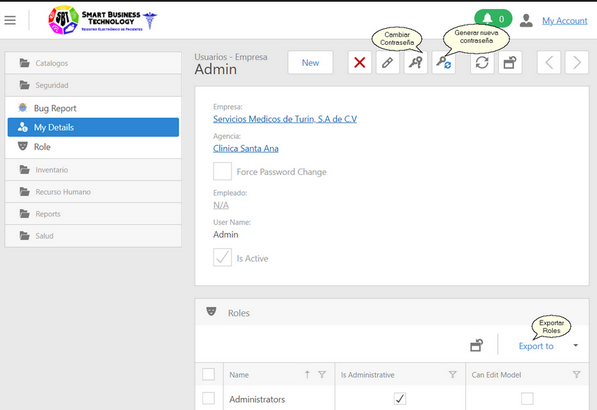 SBT
SMART BUSINESS
TECHNOLOGY
REGISTRO ELECTRÓNICO DE PACIENTES
0
My Account
Cambiar
Contraseña
Generar nueva
contraseña
Catalogos
Seguridad
Bug Report
My Details
Role
Inventario
Recurso Humano
Reports
Salud
Usuarios - Empresa
Admin
New
Empresa:
Servicios Medicos de Turin, S.A de C,V
Agencia:
Clinica Santa Ana
Force Password Change
Empleado:
N/A
User Name:
Admin
Is Active
Roles
Exportar
Roles
Export to
Name
Is Administrative
Can Edit Model
Administrators